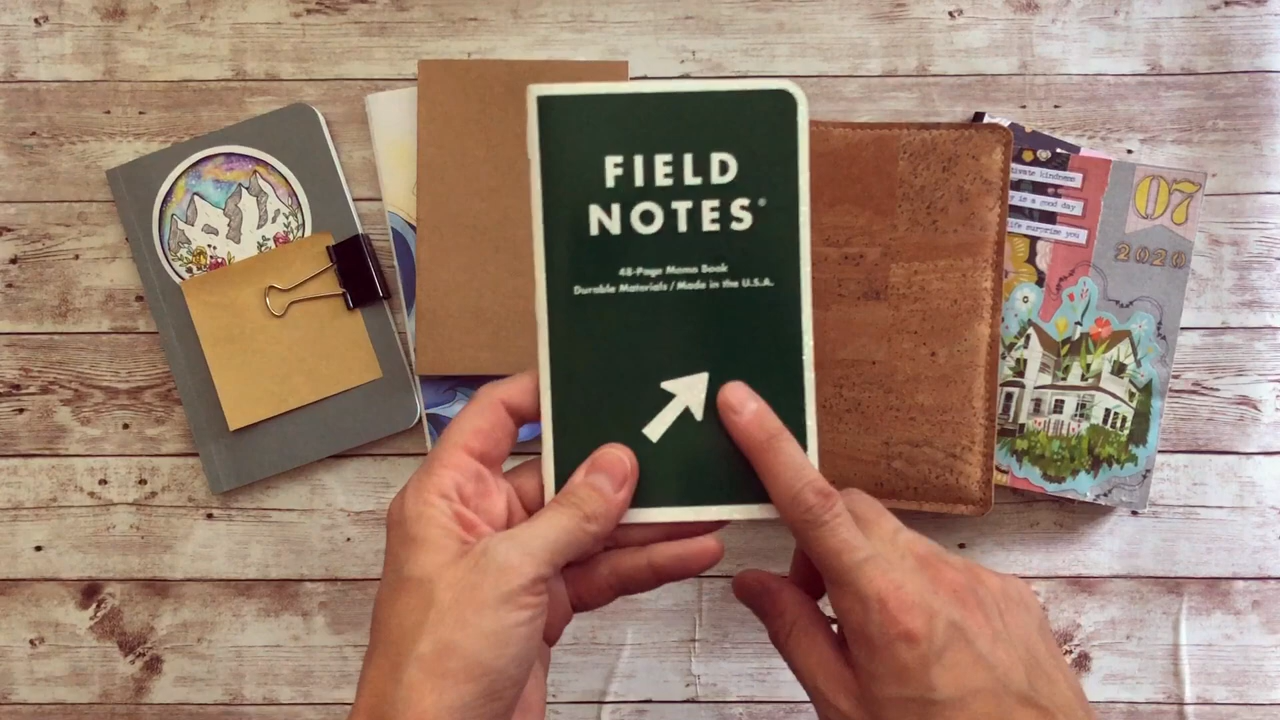 FIELD
NOTES®
48-Page Memo Book
Durable Materials / Made in the U.S.A.
tivate kindness
y is a good day
life surprise you
07
2020